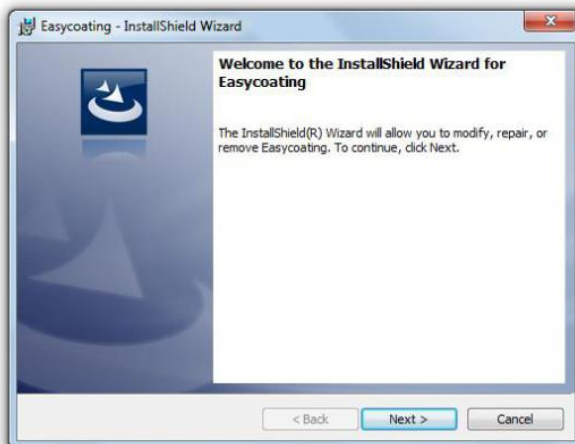 Easycoating - InstallShield Wizard
Welcome to the InstallShield Wizard for
Easycoating
The InstallShield(R) Wizard will allow you to modify, repair, or
remove Easycoating. To continue, click Next.
< Back
Next >
Cancel